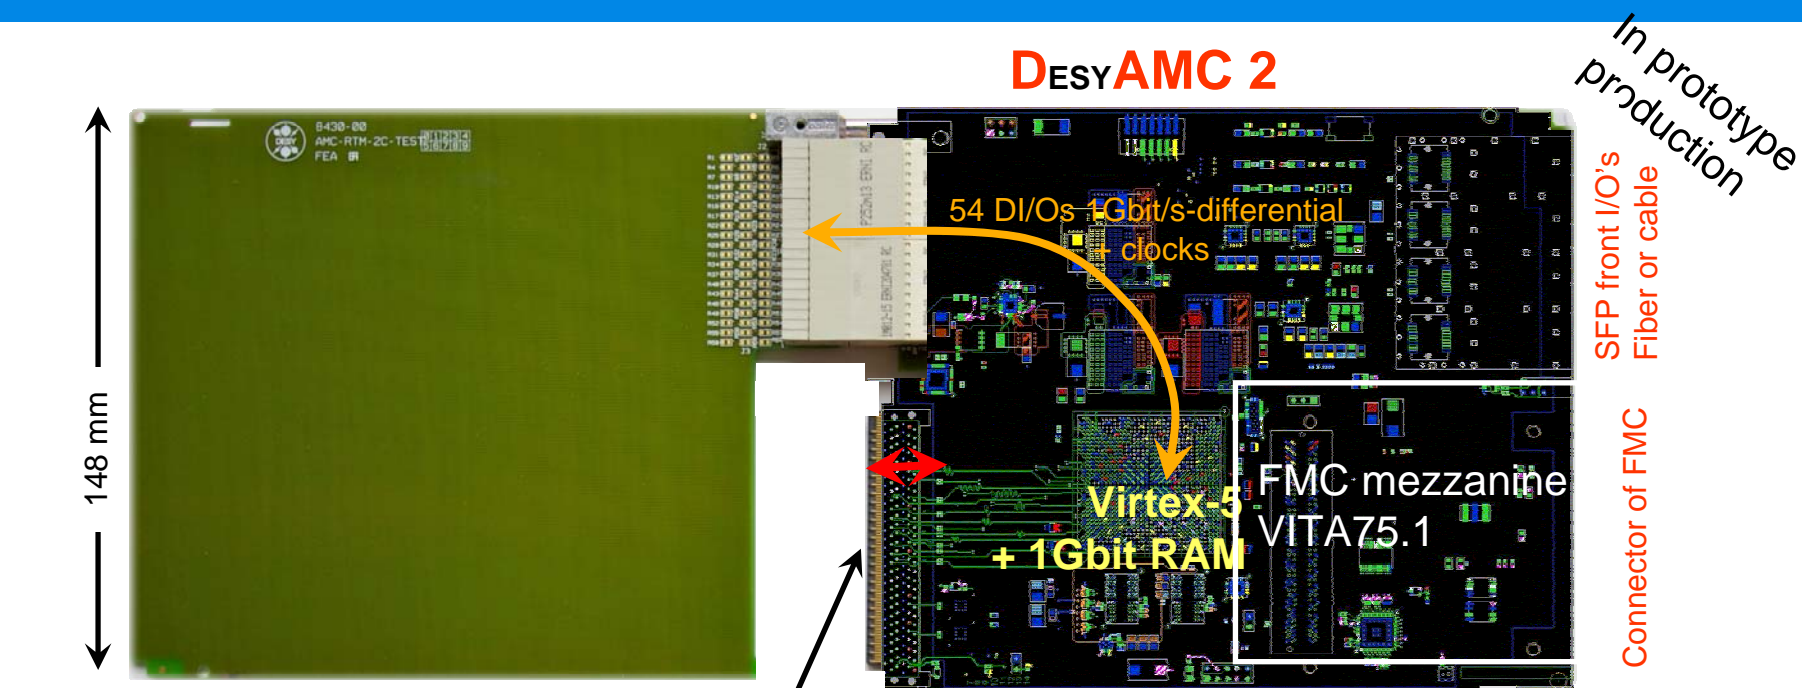 DESYAMC 2
In prototype
production
8430-00
AMC-RTM-2C-TEST
FEA
54 DI/Os 1Gbit/s-differential
+ clocks
SFP front I/O's
Fiber or cable
148 mm
Virtex-5
+ 1Gbit RAM
FMC mezzanine
VITA75.1
Connector of FMC